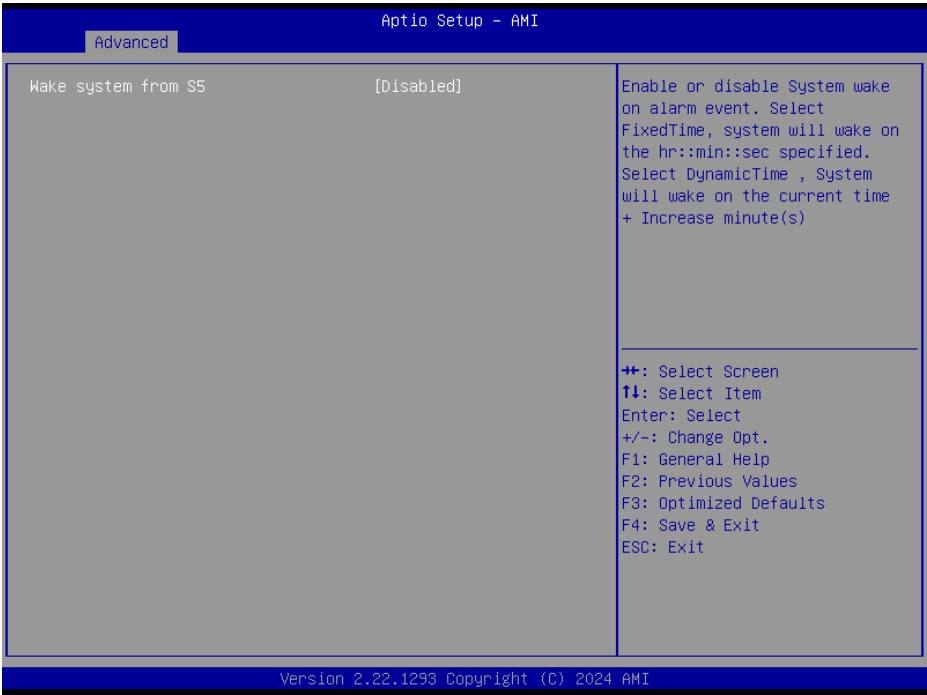 Aptio Setup - AMI
Advanced
Wake system from S5 [Disabled]
Enable or disable System wake
on alarm event. Select
FixedTime, system will wake on
the hr::min::sec specified.
Select DynamicTime , System
will wake on the current time
+ Increase minute(s)
→←: Select Screen
↑↓: Select Item
Enter: Select
+/-: Change Opt.
F1: General Help
F2: Previous Values
F3: Optimized Defaults
F4: Save & Exit
ESC: Exit
Version 2.22.1293 Copyright (C) 2024 AMI